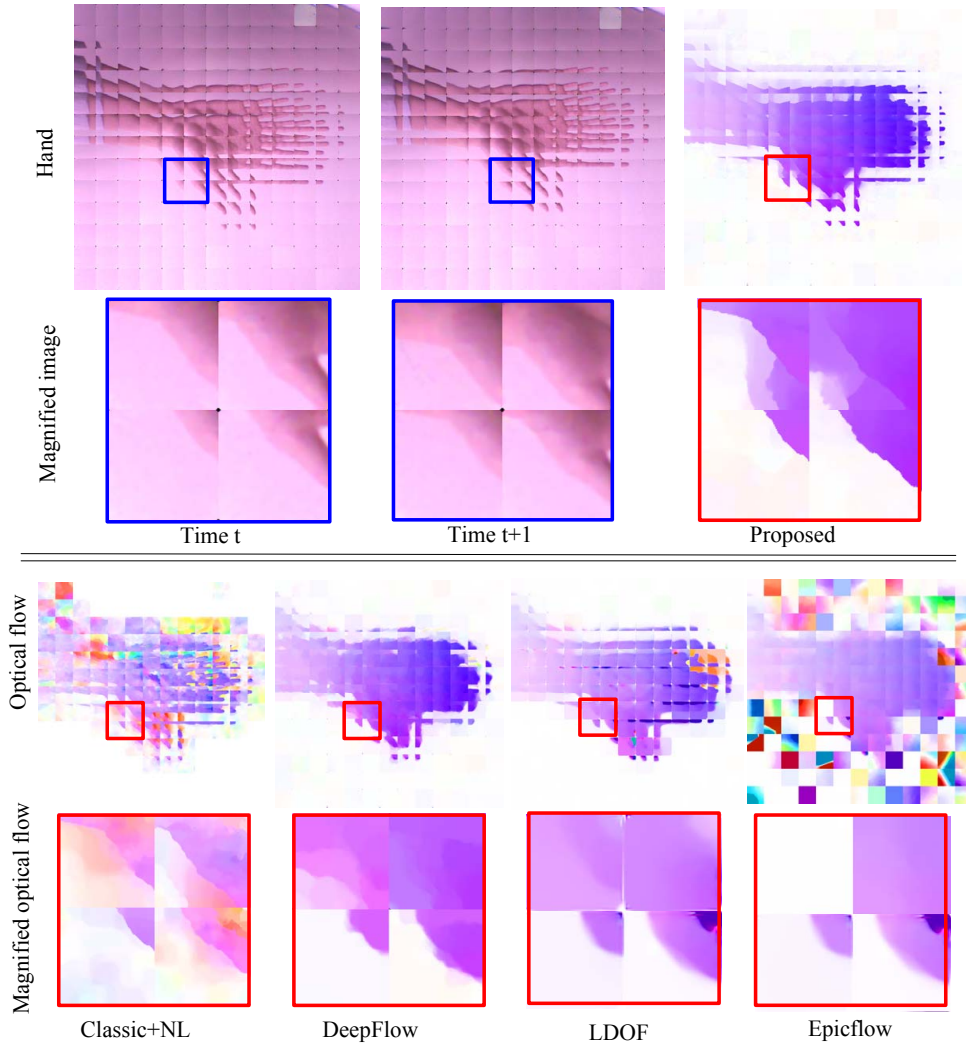 Hand
Magnified image
Time t
Time t+1
Proposed
Optical flow
Magnified optical flow
Classic+NL
DeepFlow
LDOF
Epicflow